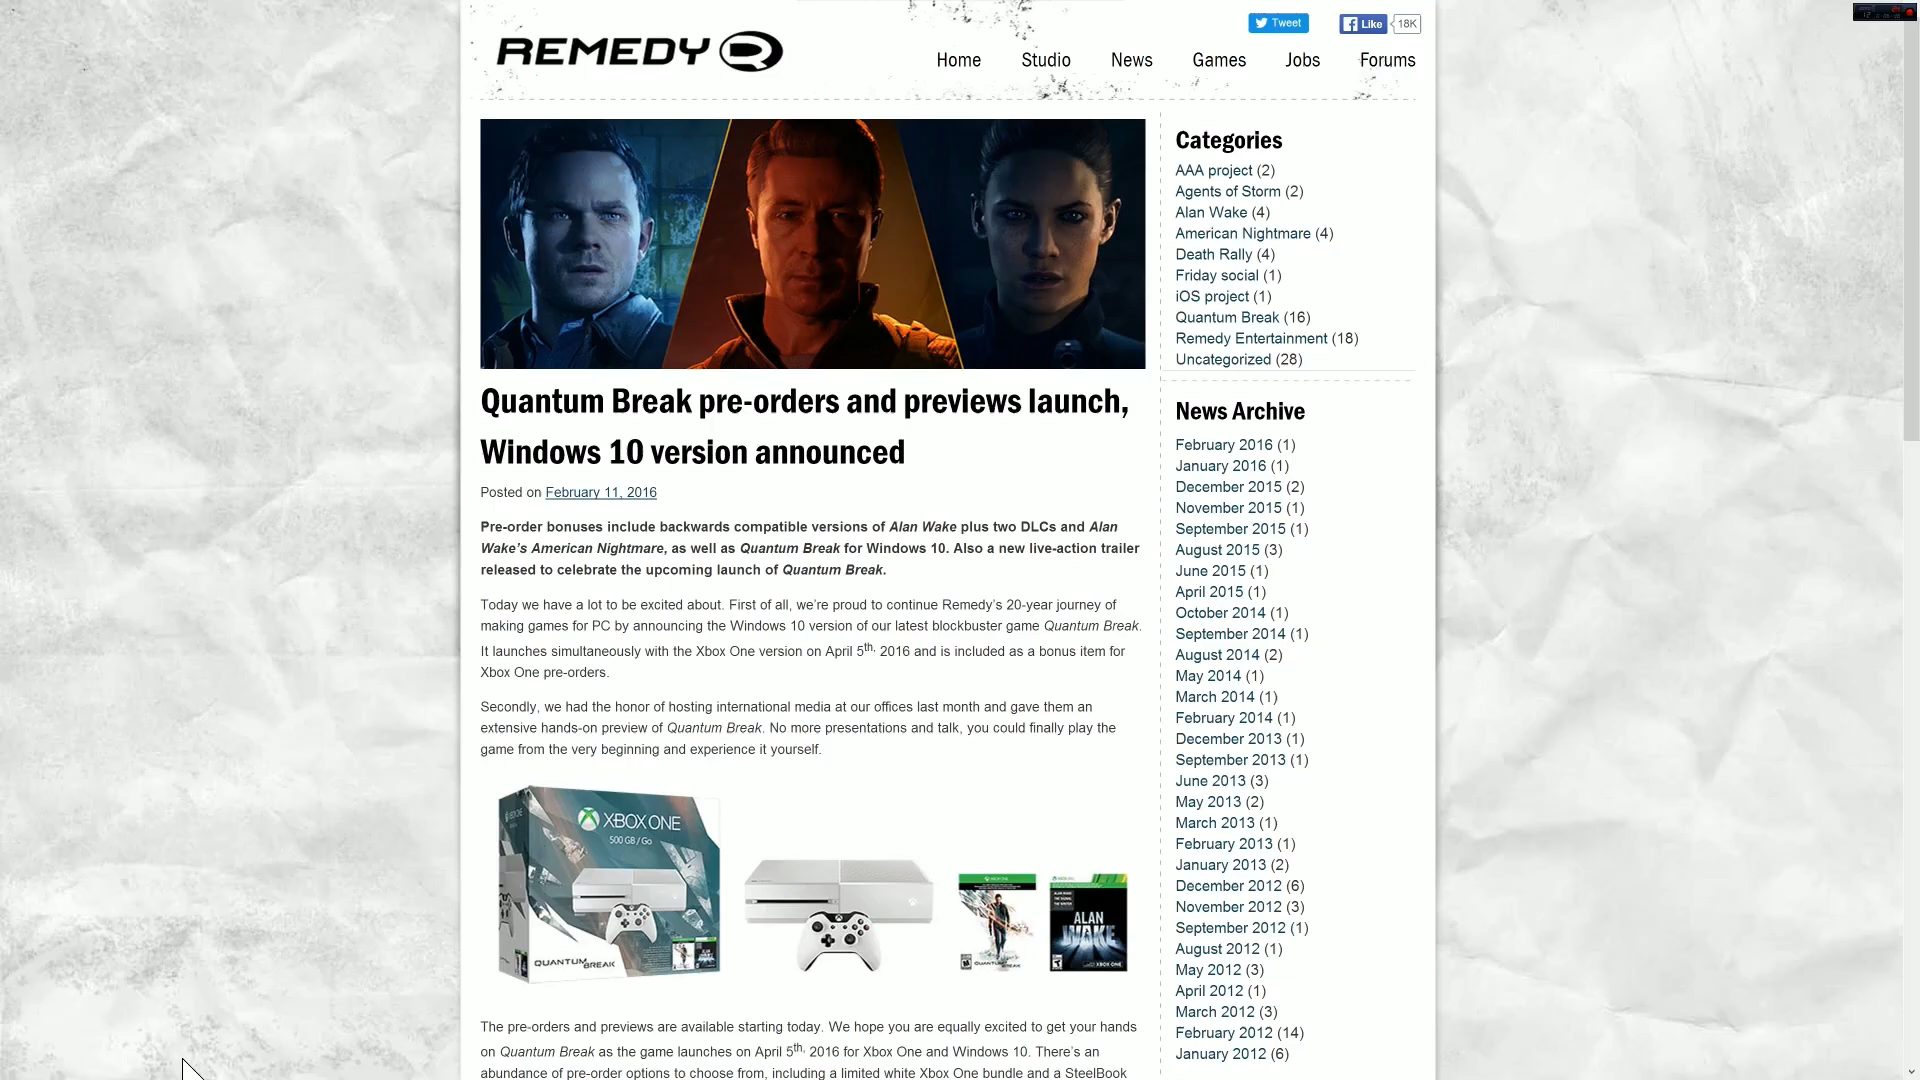 REMEDY
Tweet
Like
18K
Home
Studio
News
Games
Jobs
Forums
Quantum Break pre-orders and previews launch,
Windows 10 version announced
Posted on February 11, 2016
Pre-order bonuses include backwards compatible versions of Alan Wake plus two DLCs and Alan
Wake’s American Nightmare, as well as Quantum Break for Windows 10. Also a new live-action trailer
released to celebrate the upcoming launch of Quantum Break.
Today we have a lot to be excited about. First of all, we’re proud to continue Remedy’s 20-year journey of
making games for PC by announcing the Windows 10 version of our latest blockbuster game Quantum Break.
It launches simultaneously with the Xbox One version on April 5th, 2016 and is included as a bonus item for
Xbox One pre-orders.
Secondly, we had the honor of hosting international media at our offices last month and gave them an
extensive hands-on preview of Quantum Break. No more presentations and talk, you could finally play the
game from the very beginning and experience it yourself.
XBOX ONE
500 GB / Go
QUANTUM BREAK
QUANTUM BREAK
ALAN
WAKE
The pre-orders and previews are available starting today. We hope you are equally excited to get your hands
on Quantum Break as the game launches on April 5th, 2016 for Xbox One and Windows 10. There’s an
abundance of pre-order options to choose from, including a limited white Xbox One bundle and a SteelBook
Categories
AAA project (2)
Agents of Storm (2)
Alan Wake (4)
American Nightmare (4)
Death Rally (4)
Friday social (1)
iOS project (1)
Quantum Break (16)
Remedy Entertainment (18)
Uncategorized (28)
News Archive
February 2016 (1)
January 2016 (1)
December 2015 (2)
November 2015 (1)
September 2015 (1)
August 2015 (3)
June 2015 (1)
April 2015 (1)
October 2014 (1)
September 2014 (1)
August 2014 (2)
May 2014 (1)
March 2014 (1)
February 2014 (1)
December 2013 (1)
September 2013 (1)
June 2013 (3)
May 2013 (2)
March 2013 (1)
February 2013 (1)
January 2013 (2)
December 2012 (6)
November 2012 (3)
September 2012 (1)
August 2012 (1)
May 2012 (3)
April 2012 (1)
March 2012 (3)
February 2012 (14)
January 2012 (6)